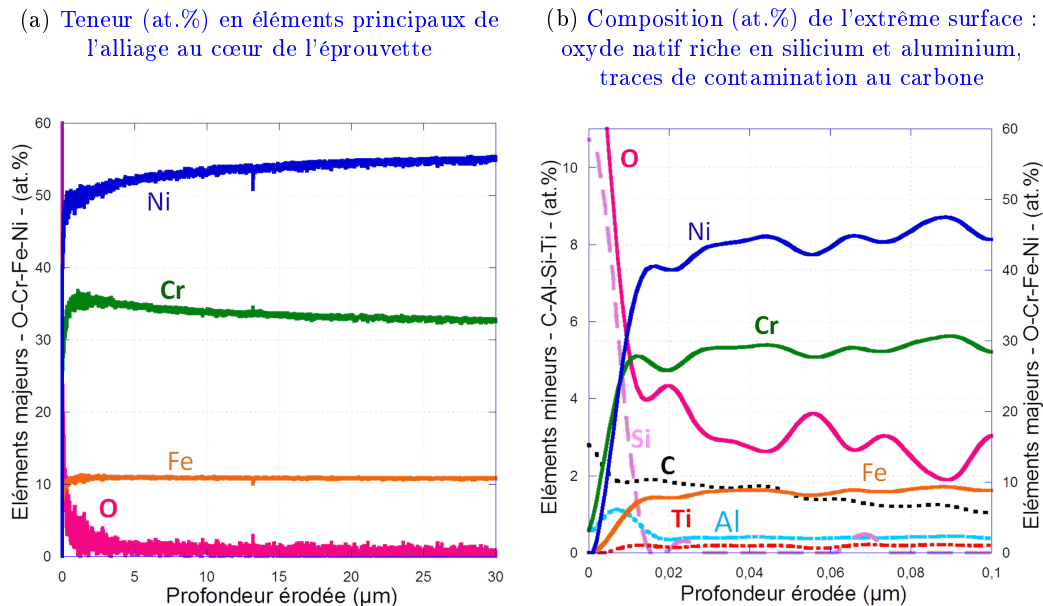 (a) Teneur (at.%) en éléments principaux de
l'alliage au cœur de l'éprouvette
(b) Composition (at.%) de l'extrême surface :
oxyde natif riche en silicium et aluminium,
traces de contamination au carbone
Eléments majeurs - O-Cr-Fe-Ni - (at.%)
60
50
40
30
20
10
0
Ni
Cr
Fe
O
0
5
10
15
20
25
30
Profondeur érodée (µm)
Eléments mineurs - C-Al-Si-Ti - (at.%)
10
8
6
4
2
0
O
Ni
Cr
Si
C
Fe
Ti
Al
60
50
40
30
20
10
0
Eléments majeurs - O-Cr-Fe-Ni - (at.%)
0
0,02
0,04
0,06
0,08
0,1
Profondeur érodée (µm)